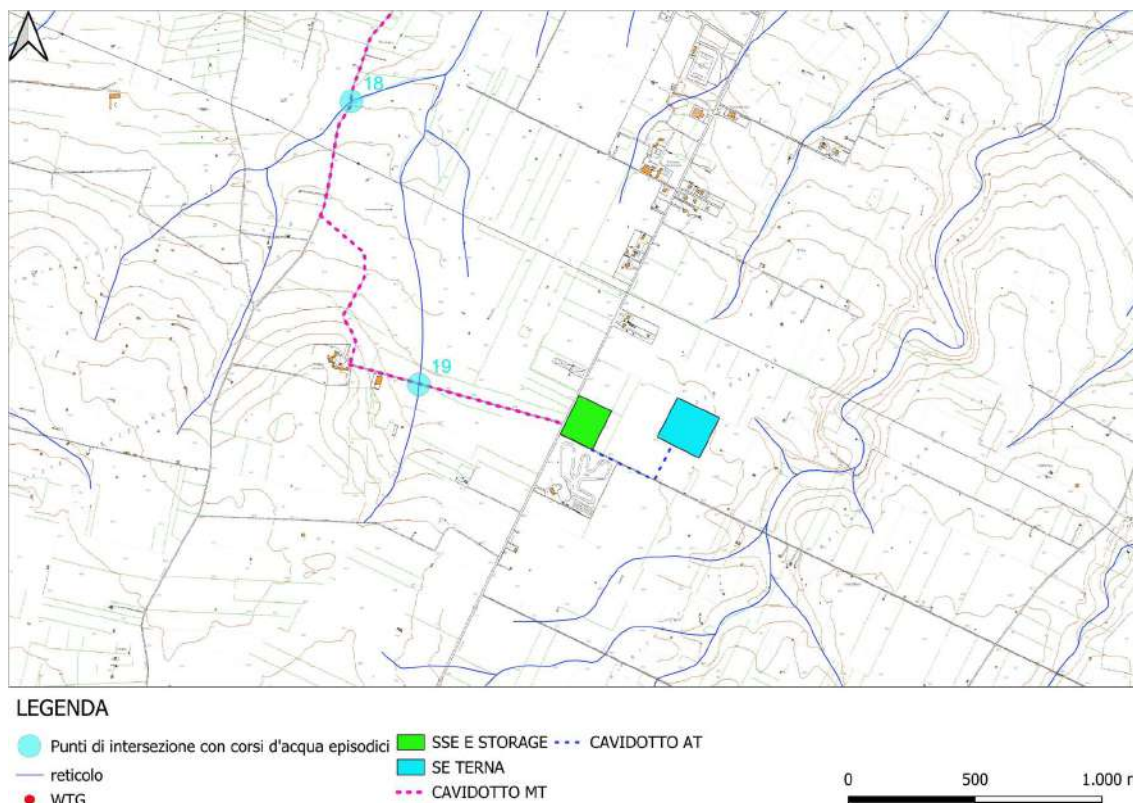 18
19
LEGENDA
Punti di intersezione con corsi d'acqua episodici
reticolo
WTG
SSE E STORAGE
SE TERNA
CAVIDOTTO MT
CAVIDOTTO AT
0 500 1.000 m